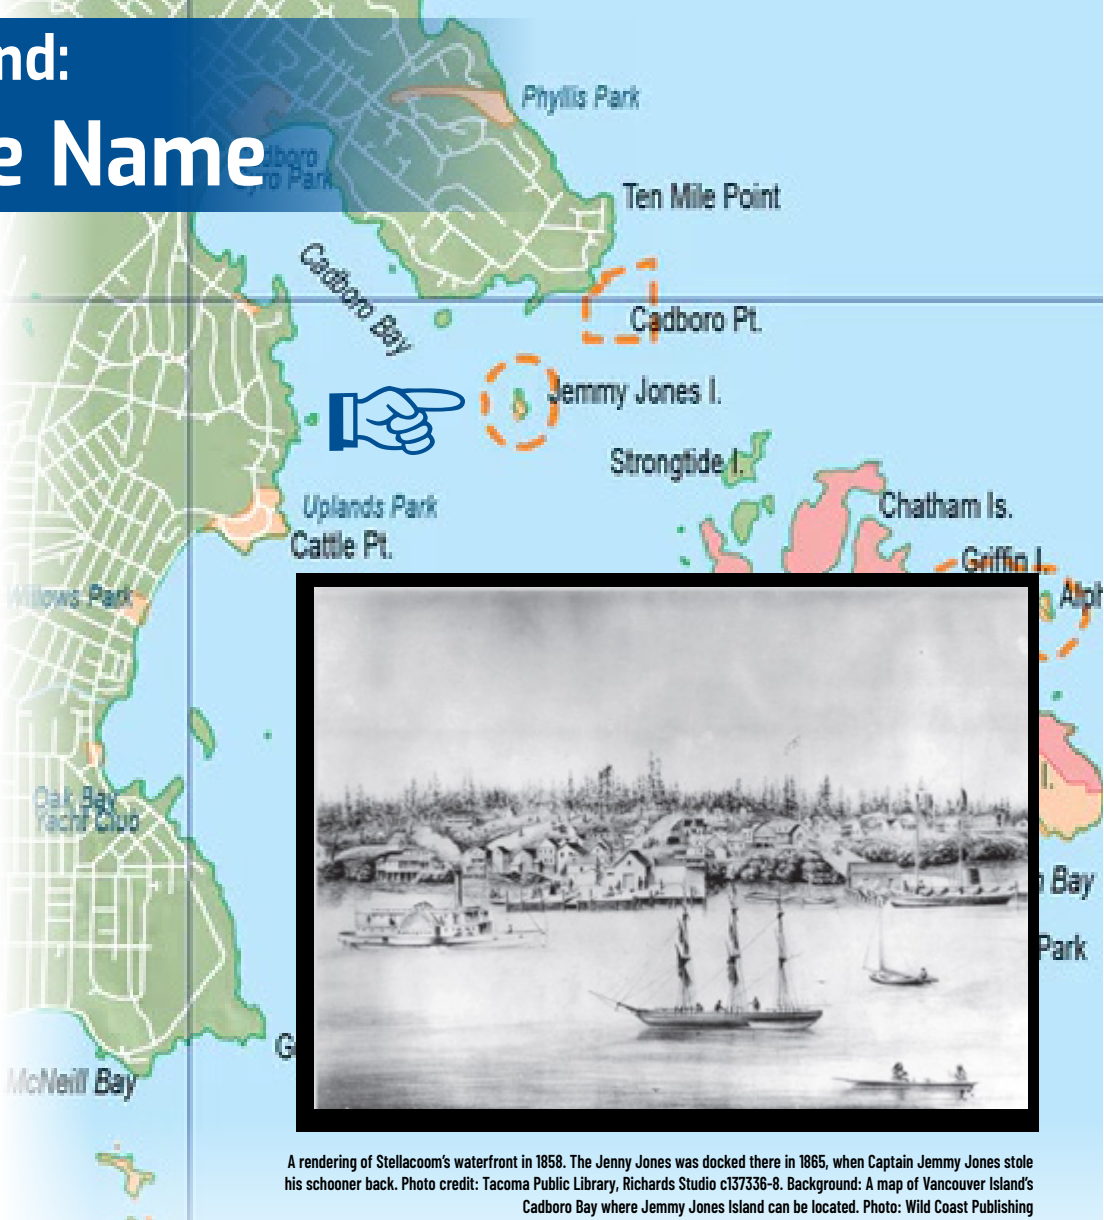 nd:
e Name
Phyllis Park
dboro
Gyro Park
Ten Mile Point
Cadboro Bay
Cadboro Pt.
Jemmy Jones I.
Strongtide I.
Uplands Park
Chatham Is.
Cattle Pt.
Griffin I.
Willows Park
Alph
Oak Bay
Yacht Club
I.
n Bay
Park
G
McNeill Bay
A rendering of Stellacoom's waterfront in 1858. The Jenny Jones was docked there in 1865, when Captain Jemmy Jones stole
his schooner back. Photo credit: Tacoma Public Library, Richards Studio c137336-8. Background: A map of Vancouver Island's
Cadboro Bay where Jemmy Jones Island can be located. Photo: Wild Coast Publishing